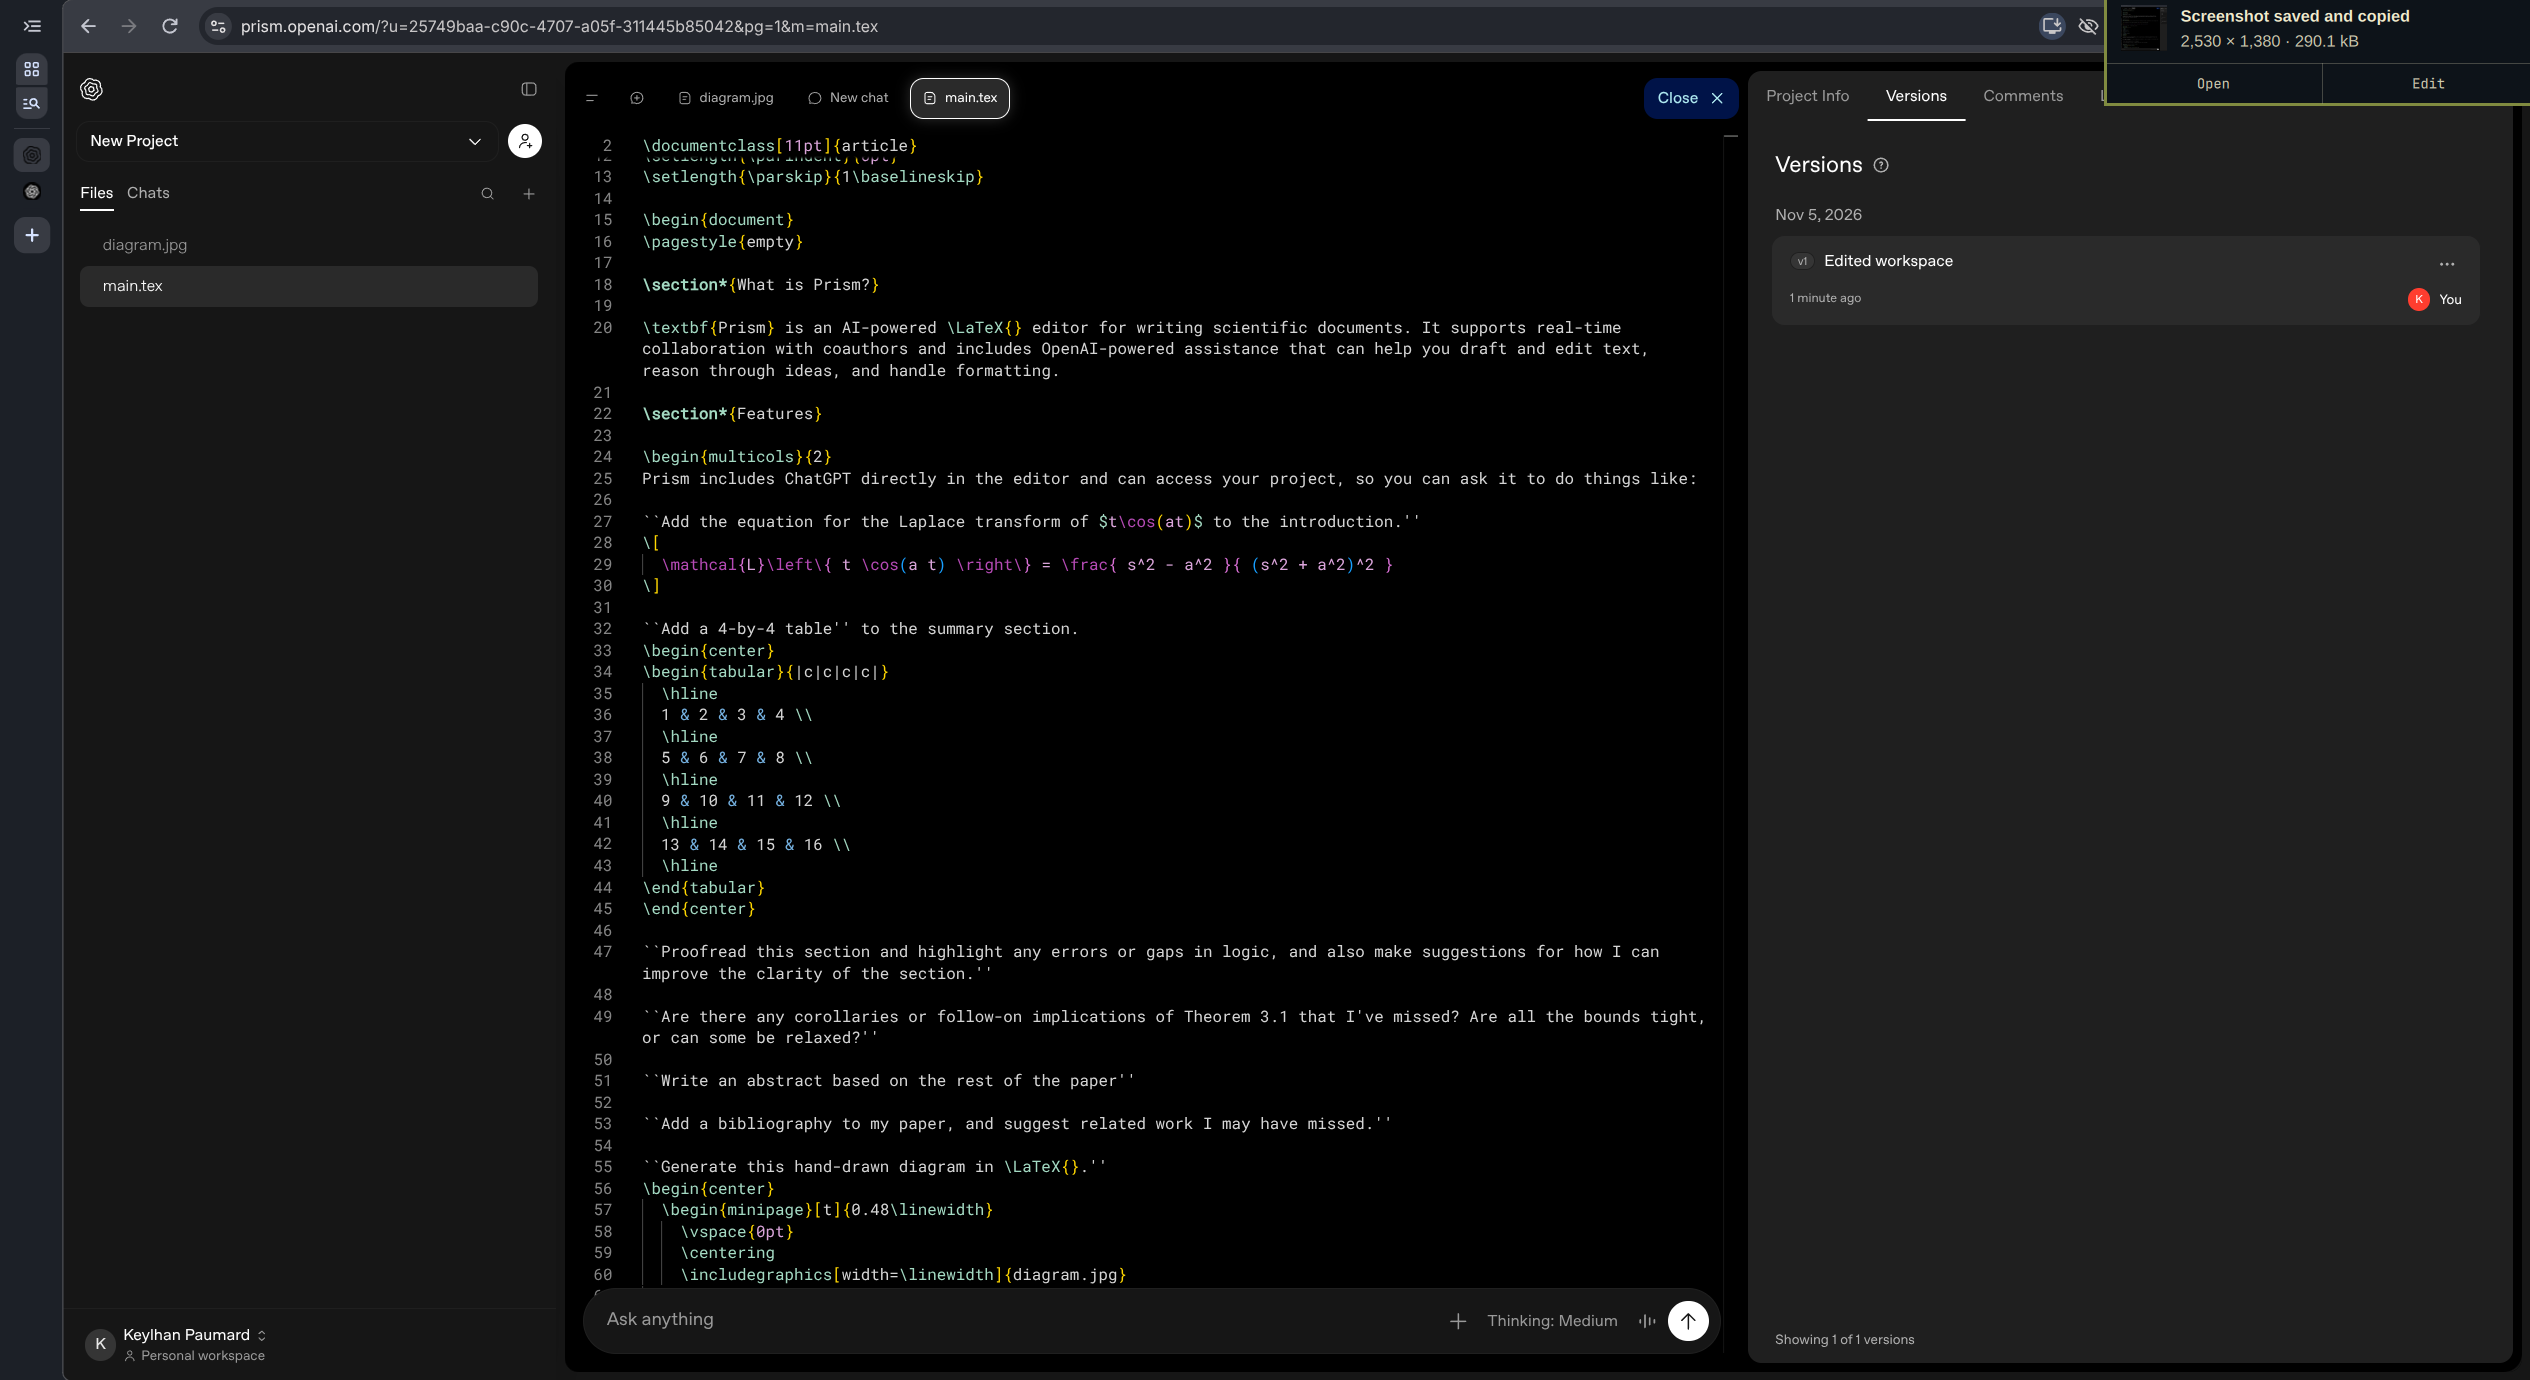 prism.openai.com/?u=25749baa-c90c-4707-a05f-311445b85042&pg=1&m=main.tex
Screenshot saved and copied
2,530 × 1,380 · 290.1 kB
Open
Edit
New Project
Files
Chats
diagram.jpg
main.tex
Keylhan Paumard
Personal workspace
K
diagram.jpg
New chat
main.tex
Close
2 \documentclass[11pt]{article}
12 \setlength{\parindent}{0pt}
13 \setlength{\parskip}{1\baselineskip}
14
15 \begin{document}
16 \pagestyle{empty}
17
18 \section*{What is Prism?}
19
20 \textbf{Prism} is an AI-powered \LaTeX{} editor for writing scientific documents. It supports real-time
collaboration with coauthors and includes OpenAI-powered assistance that can help you draft and edit text,
reason through ideas, and handle formatting.
21
22 \section*{Features}
23
24 \begin{multicols}{2}
25 Prism includes ChatGPT directly in the editor and can access your project, so you can ask it to do things like:
26
27 ``Add the equation for the Laplace transform of $t\cos(at)$ to the introduction.''
28 \[
29 \mathcal{L}\left\{ t \cos(a t) \right\} = \frac{ s^2 - a^2 }{ (s^2 + a^2)^2 }
30 \]
31
32 ``Add a 4-by-4 table'' to the summary section.
33 \begin{center}
34 \begin{tabular}{|c|c|c|c|}
35 \hline
36 1 & 2 & 3 & 4 \\
37 \hline
38 5 & 6 & 7 & 8 \\
39 \hline
40 9 & 10 & 11 & 12 \\
41 \hline
42 13 & 14 & 15 & 16 \\
43 \hline
44 \end{tabular}
45 \end{center}
46
47 ``Proofread this section and highlight any errors or gaps in logic, and also make suggestions for how I can
improve the clarity of the section.''
48
49 ``Are there any corollaries or follow-on implications of Theorem 3.1 that I've missed? Are all the bounds tight,
or can some be relaxed?''
50
51 ``Write an abstract based on the rest of the paper''
52
53 ``Add a bibliography to my paper, and suggest related work I may have missed.''
54
55 ``Generate this hand-drawn diagram in \LaTeX{}.''
56 \begin{center}
57 \begin{minipage}[t]{0.48\linewidth}
58 \vspace{0pt}
59 \centering
60 \includegraphics[width=\linewidth]{diagram.jpg}
Ask anything
Thinking: Medium
Project Info
Versions
Comments
Versions
Nov 5, 2026
v1 Edited workspace
1 minute ago
K You
Showing 1 of 1 versions